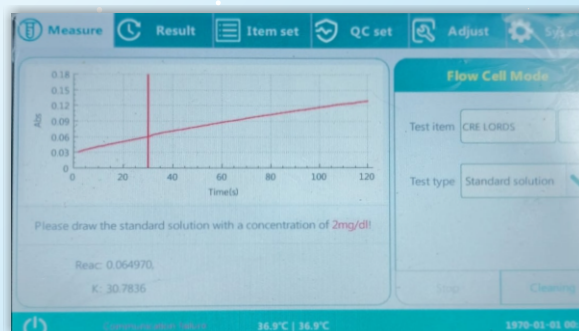 Measure
Result
Item set
QC set
Adjust
Flow Cell Mode
0.18
0.15
0.12
0.09
0.06
0.03
0
Abs
0 20 40 60 80 100 120
Time(s)
Test item CRE LORDS
Test type Standard solution
Please draw the standard solution with a concentration of 2mg/dl!
Reac: 0.064970,
K: 30.7836
Stop
Cleaning
36.9°C | 36.9°C
1970-01-01